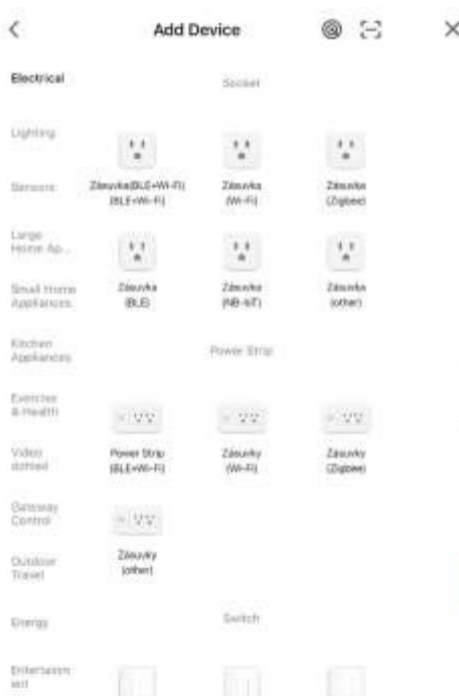 Add Device
Electrical
Lighting
Sensors
Large
Home Ap...
Small Home
Appliances
Kitchen
Appliances
Exercise
& Health
Video
Gateway
Control
Outdoor
Travel
Energy
Entertainm
ent
Socket
Zásuvka(BLE+Wi-Fi)
(BLE+Wi-Fi)
Zásuvka
(Wi-Fi)
Zásuvka
(Zigbee)
Zásuvka
(BLE)
Zásuvka
(NB-IoT)
Zásuvka
(other)
Power Strip
Power Strip
(BLE+Wi-Fi)
Zásuvky
(Wi-Fi)
Zásuvky
(Zigbee)
Zásuvky
(other)
Switch